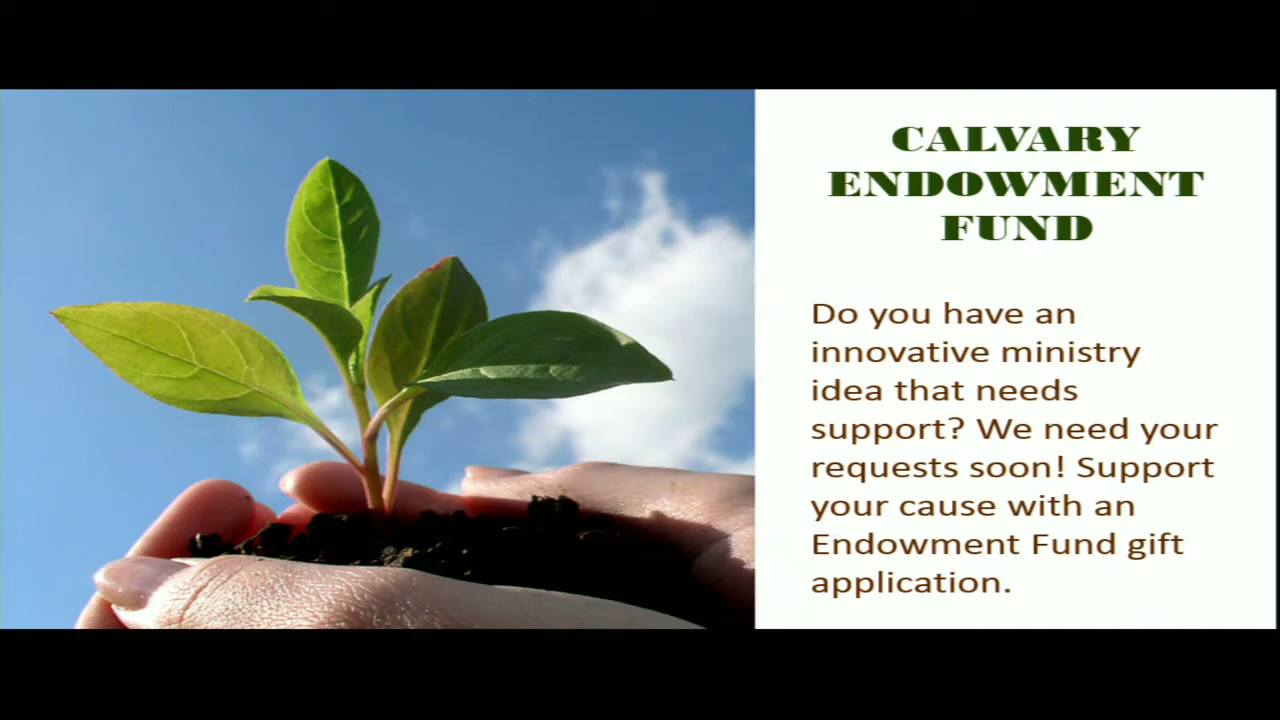 CALVARY
ENDOWMENT
FUND
Do you have an
innovative ministry
idea that needs
support? We need your
requests soon! Support
your cause with an
Endowment Fund gift
application.